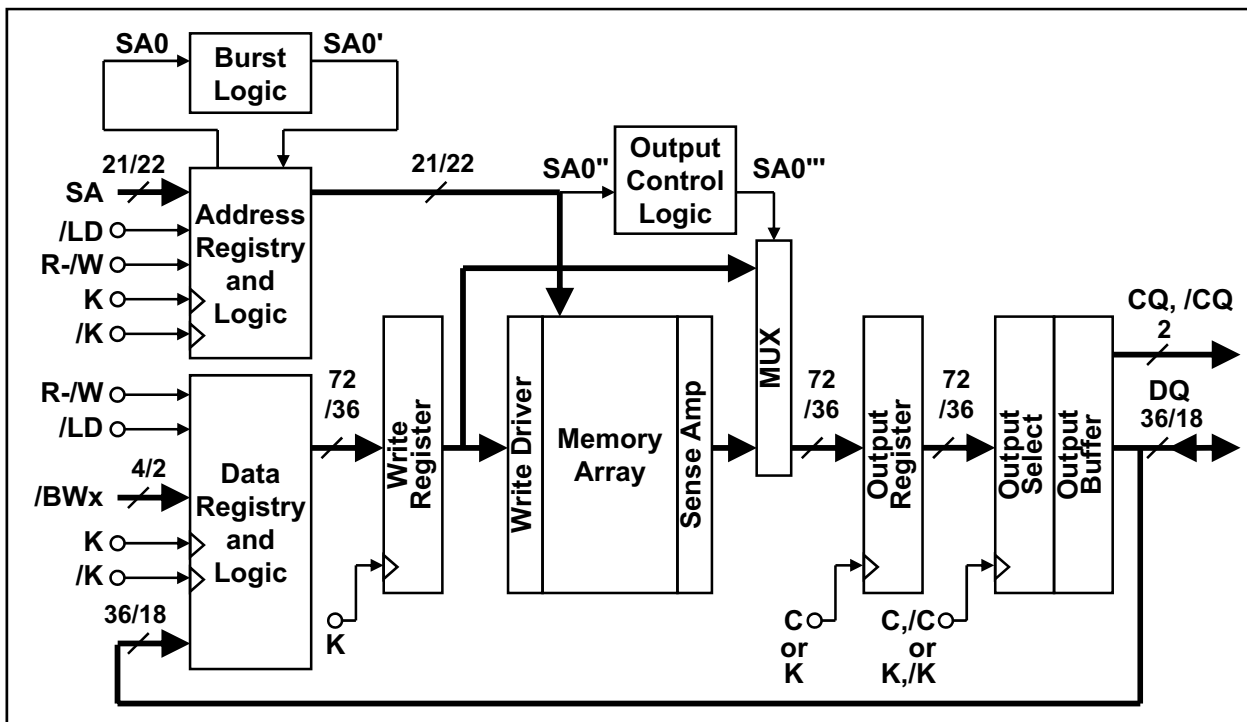 SA0
Burst
Logic
SA0'
21/22
SA
/LD
R-/W
K
/K
Address
Registry
and
Logic
21/22
SA0"
Output
Control
Logic
SA0'"
R-/W
/LD
4/2
/BWx
K
/K
36/18
Data
Registry
and
Logic
72
/36
Write
Register
K
Write Driver
Memory
Array
Sense Amp
MUX
72
/36
Output
Register
C
or
K
72
/36
Output
Select
Output
Buffer
C,/C
or
K,/K
CQ, /CQ
2
DQ
36/18